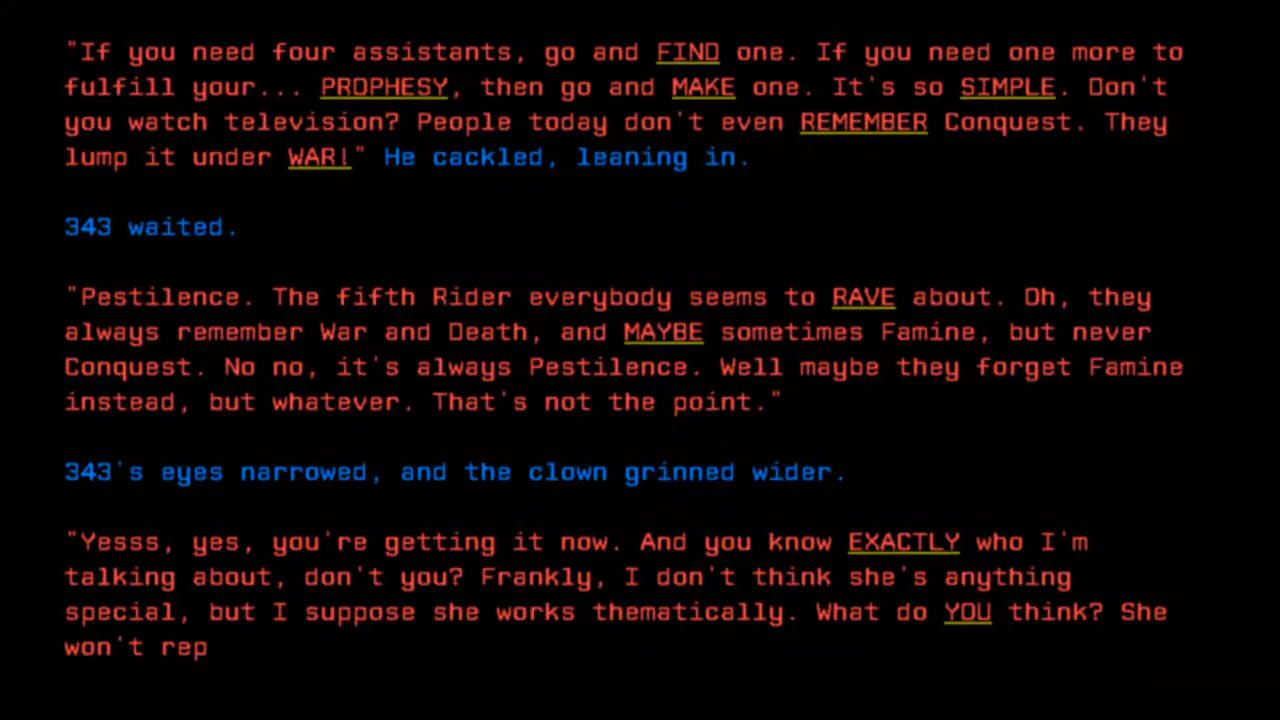 "If you need four assistants, go and FIND one. If you need one more to
fulfill your... PROPHESY, then go and MAKE one. It's so SIMPLE. Don't
you watch television? People today don't even REMEMBER Conquest. They
lump it under WAR!" He cackled, leaning in.
343 waited.
"Pestilence. The fifth Rider everybody seems to RAVE about. Oh, they
always remember War and Death, and MAYBE sometimes Famine, but never
Conquest. No no, it's always Pestilence. Well maybe they forget Famine
instead, but whatever. That's not the point."
343's eyes narrowed, and the clown grinned wider.
"Yesss, yes, you're getting it now. And you know EXACTLY who I'm
talking about, don't you? Frankly, I don't think she's anything
special, but I suppose she works thematically. What do YOU think? She
won't rep